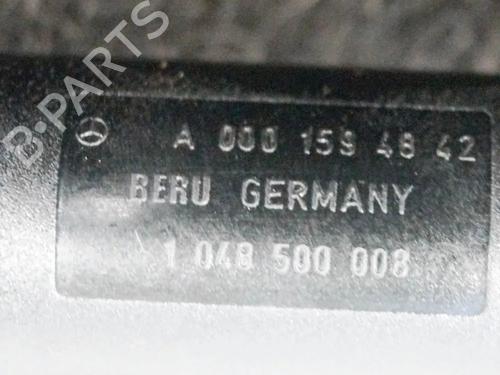 B-PARTS
A 000 159 48 42
BERU GERMANY
1 048 500 008